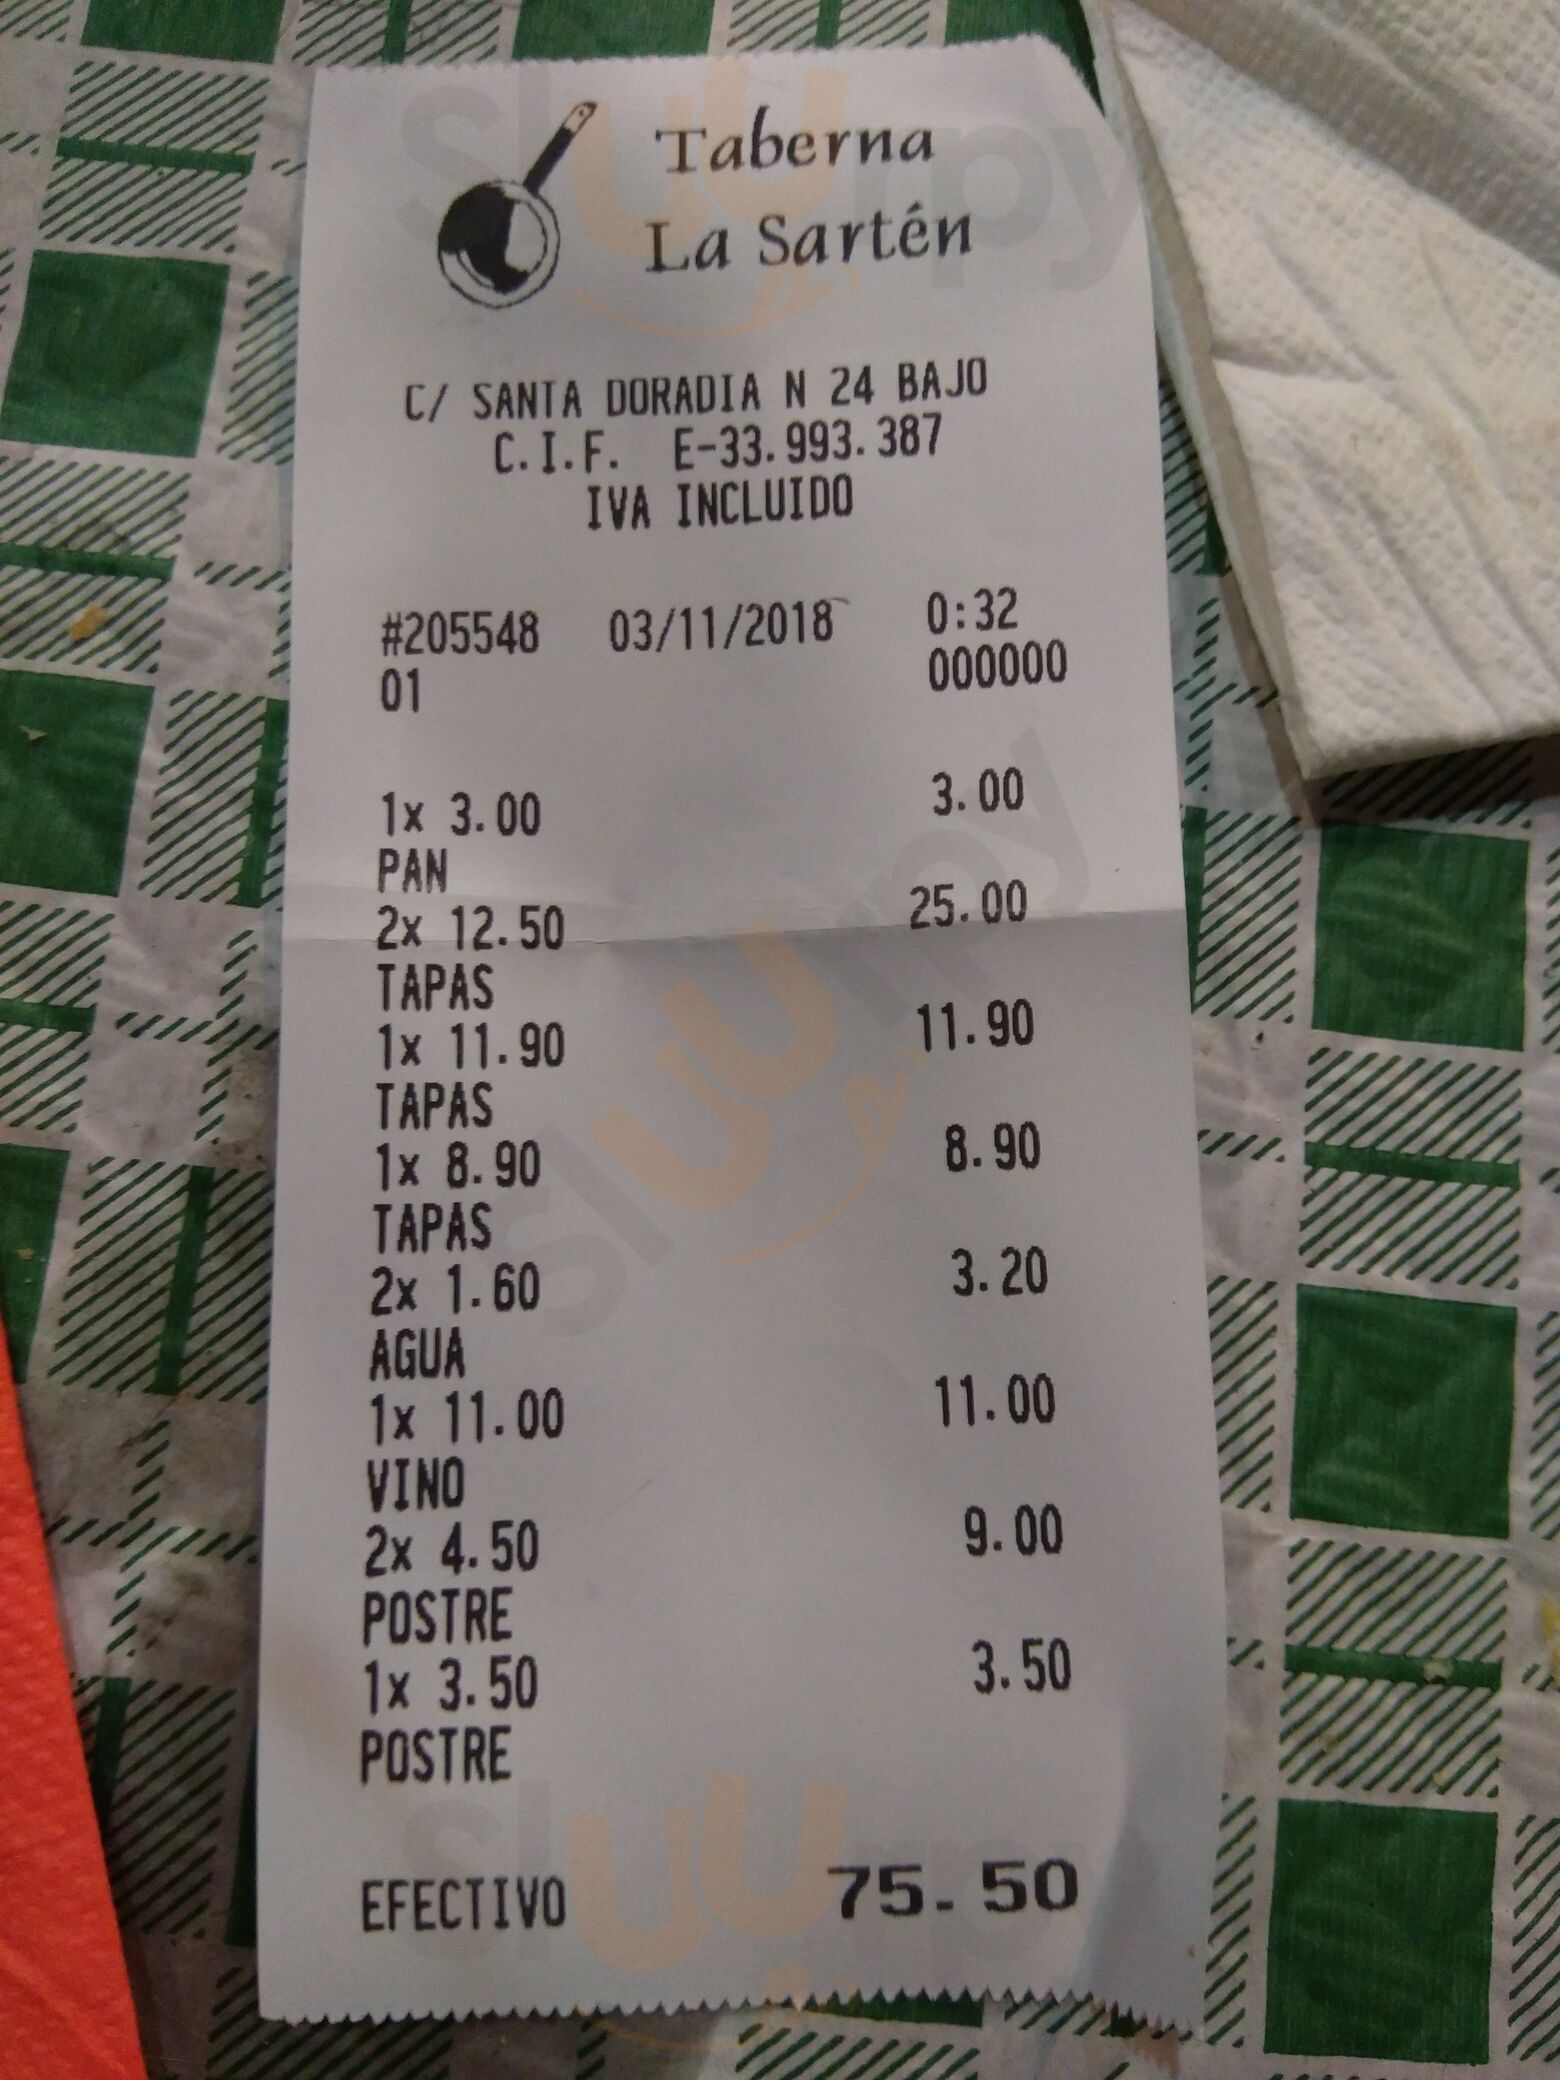 Taberna
La Sartén
C/ SANTA DORADIA N 24 BAJO
C.I.F. E-33.993.387
IVA INCLUIDO
#205548 03/11/2018 0:32
01 000000
1x 3.00 3.00
PAN
2x 12.50 25.00
TAPAS
1x 11.90 11.90
TAPAS
1x 8.90 8.90
TAPAS
2x 1.60 3.20
AGUA
1x 11.00 11.00
VINO
2x 4.50 9.00
POSTRE
1x 3.50 3.50
POSTRE
EFECTIVO 75.50
sluurpy
sluurpy
sluurpy